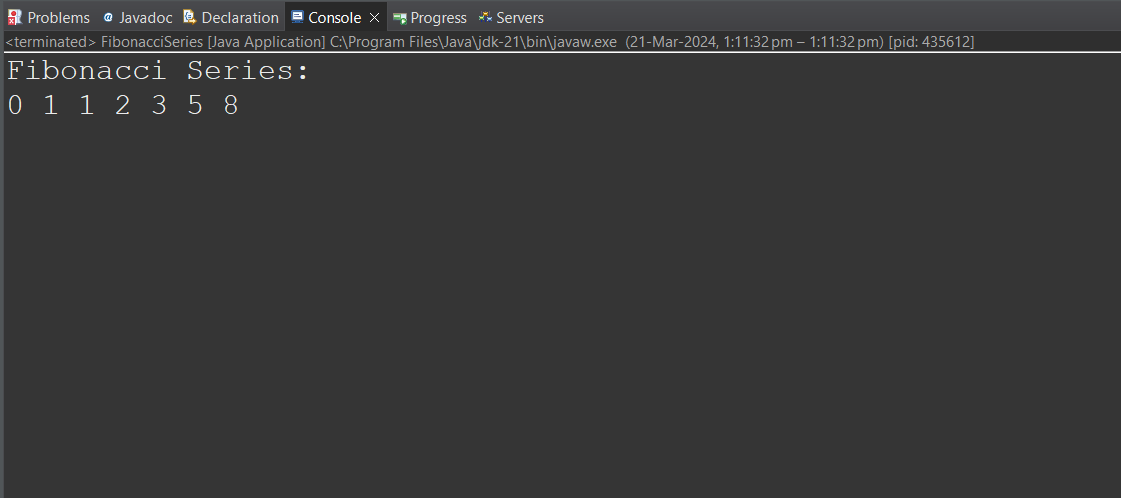 Problems @ Javadoc Declaration Console Progress Servers
<terminated> FibonacciSeries [Java Application] C:\Program Files\Java\jdk-21\bin\javaw.exe (21-Mar-2024, 1:11:32 pm – 1:11:32 pm) [pid: 435612]
Fibonacci Series:
0 1 1 2 3 5 8